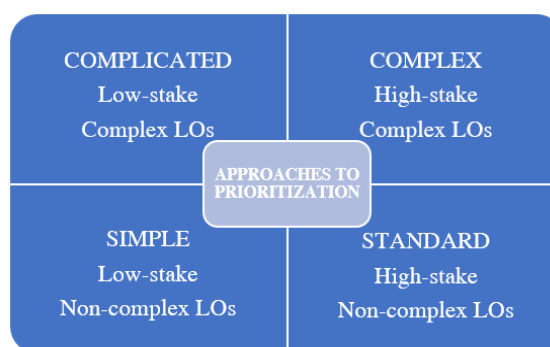 COMPLICATED
Low-stake
Complex LOs
COMPLEX
High-stake
Complex LOs
APPROACHES TO
PRIORITIZATION
SIMPLE
Low-stake
Non-complex LOs
STANDARD
High-stake
Non-complex LOs